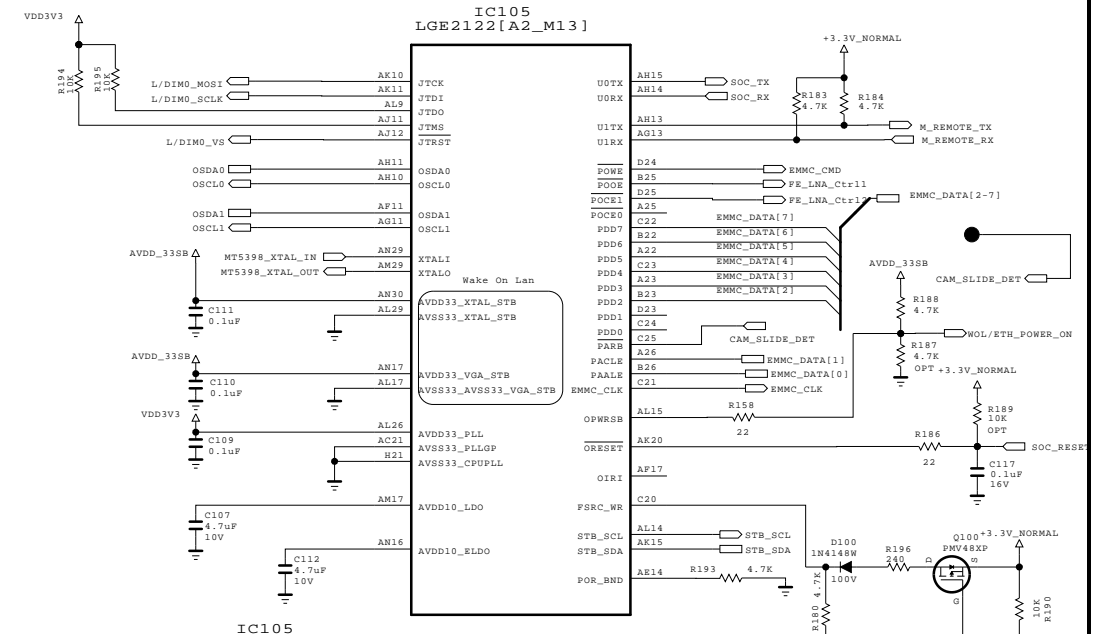 IC105
LGE2122[A2_M13]
VDD3V3
R194
10K
R195
10K
L/DIM0_MOSI
AK10
JTCK
L/DIM0_SCLK
AK11
JTDI
AL9
JTDO
AJ11
JTMS
L/DIM0_VS
AJ12
JTRST
OSDA0
AH11
OSDA0
OSCL0
AH10
OSCL0
OSDA1
AF11
OSDA1
OSCL1
AG11
OSCL1
MT5398_XTAL_IN
AN29
XTALI
MT5398_XTAL_OUT
AM29
XTALO
Wake On Lan
AVDD_33SB
AN30
AVDD33_XTAL_STB
C111
0.1uF
AL29
AVSS33_XTAL_STB
AVDD_33SB
AN17
AVDD33_VGA_STB
C110
0.1uF
AL17
AVSS33_AVSS33_VGA_STB
VDD3V3
AL26
AVDD33_PLL
C109
0.1uF
AC21
AVSS33_PLLGP
H21
AVSS33_CPUPLL
AM17
AVDD10_LDO
C107
4.7uF
10V
AN16
AVDD10_ELDO
C112
4.7uF
10V
IC105
U0TX
AH15
SOC_TX
U0RX
AH14
SOC_RX
+3.3V_NORMAL
R183
4.7K
R184
4.7K
U1TX
AH13
M_REMOTE_TX
U1RX
AG13
M_REMOTE_RX
POWE
D24
EMMC_CMD
POOE
B25
FE_LNA_Ctrl1
POCE1
D25
FE_LNA_Ctrl2
EMMC_DATA[2-7]
POCE0
A25
PDD7
C22
EMMC_DATA[7]
PDD6
B22
EMMC_DATA[6]
PDD5
A22
EMMC_DATA[5]
PDD4
C23
EMMC_DATA[4]
PDD3
A23
EMMC_DATA[3]
PDD2
B23
EMMC_DATA[2]
PDD1
D23
PDD0
C24
PARB
C25
CAM_SLIDE_DET
PACLE
A26
EMMC_DATA[1]
PAALE
B26
EMMC_DATA[0]
EMMC_CLK
C21
EMMC_CLK
CAM_SLIDE_DET
AVDD_33SB
R188
4.7K
WOL/ETH_POWER_ON
R187
4.7K
OPT
OPWRSB
AL15
R158
22
+3.3V_NORMAL
R189
10K
OPT
ORESET
AK20
R186
22
SOC_RESET
C117
0.1uF
16V
OIRI
AF17
FSRC_WR
C20
STB_SCL
AL14
STB_SCL
STB_SDA
AK15
STB_SDA
POR_BND
AE14
R193
4.7K
D100
1N4148W
100V
R180
4.7K
R196
240
Q100
PMV48XP
D
S
G
+3.3V_NORMAL
R190
10K